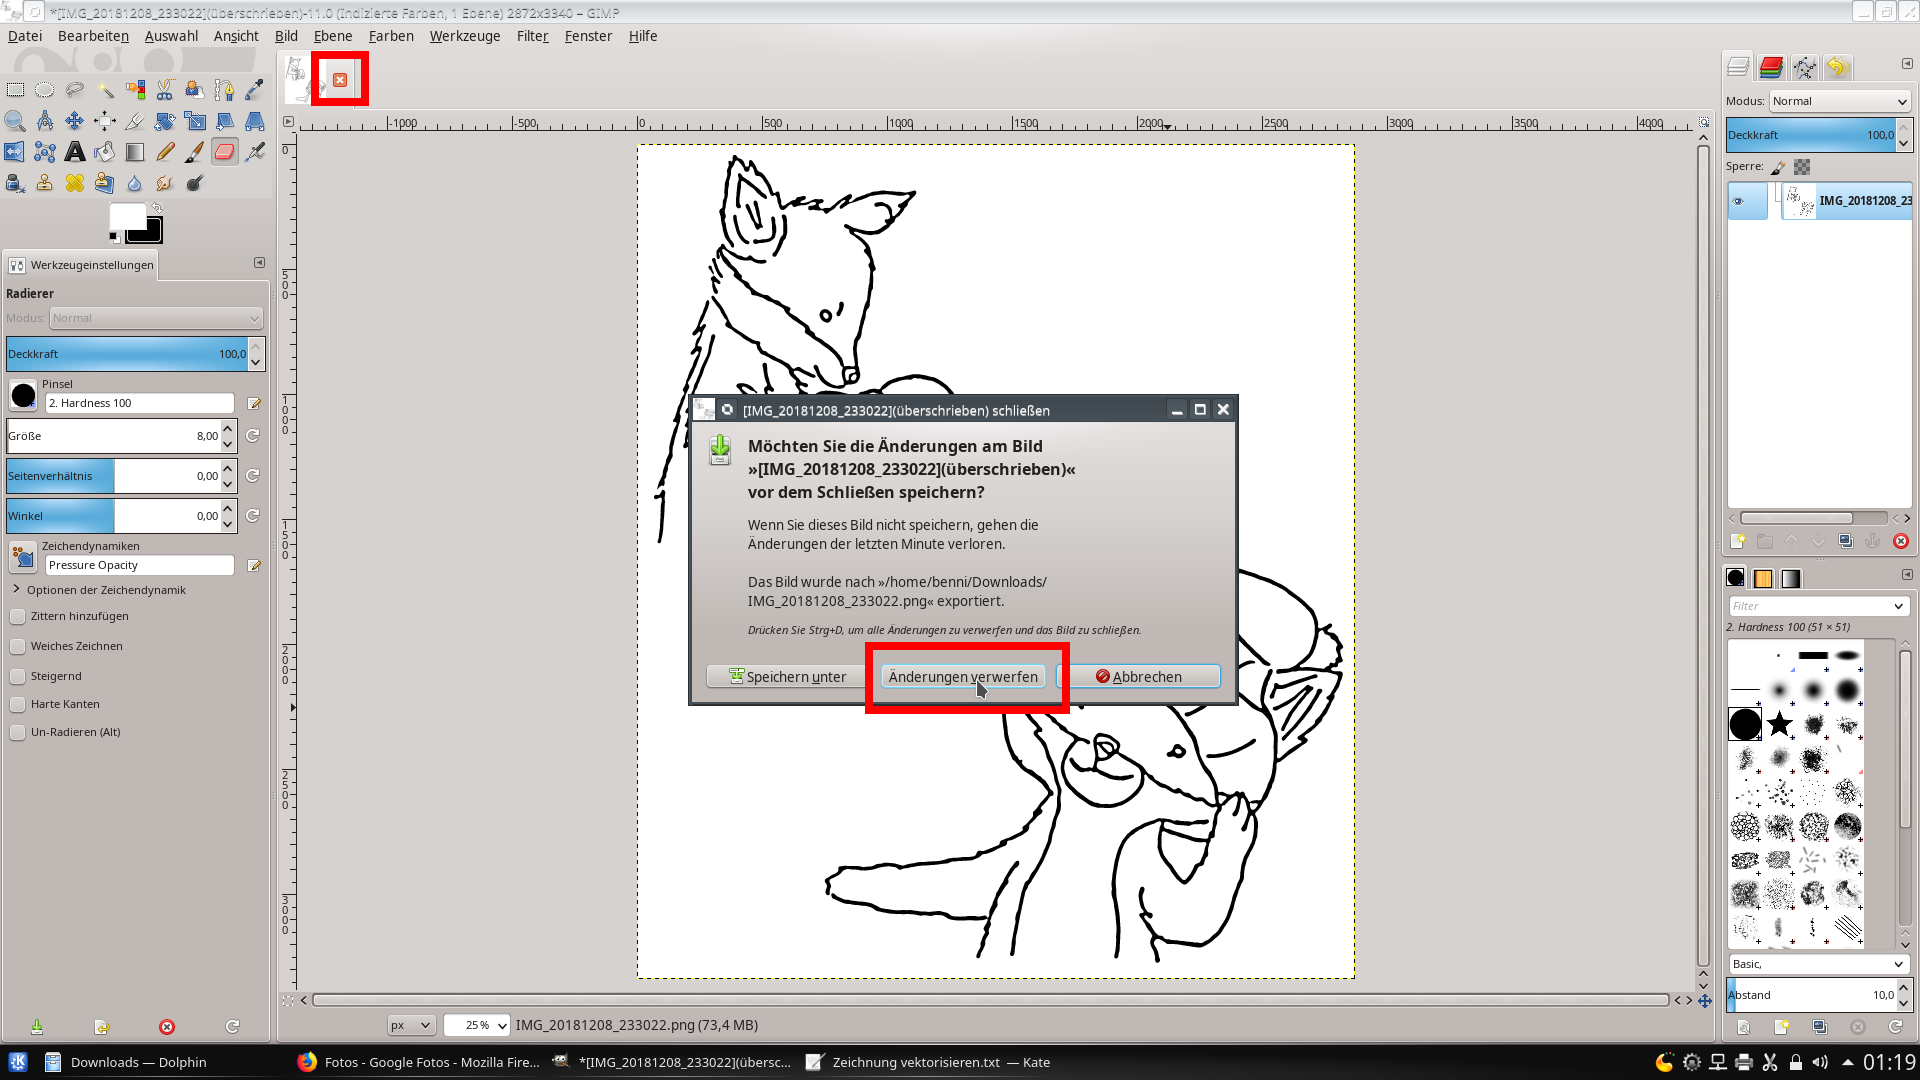 *[IMG_20181208_233022](überschrieben)-11.0 (Indizierte Farben, 1 Ebene) 2872x3340 – GIMP
Datei Bearbeiten Auswahl Ansicht Bild Ebene Farben Werkzeuge Filter Fenster Hilfe
-1000 -500 0 500 1000 1500 2000 2500 3000 3500 4000
0
500
1000
1500
2000
2500
3000
Werkzeugeinstellungen
Radierer
Modus: Normal
Deckkraft 100,0
Pinsel
2. Hardness 100
Größe 8,00
Seitenverhältnis 0,00
Winkel 0,00
Zeichendynamiken
Pressure Opacity
Optionen der Zeichendynamik
Zittern hinzufügen
Weiches Zeichnen
Steigernd
Harte Kanten
Un-Radieren (Alt)
[IMG_20181208_233022](überschrieben) schließen
Möchten Sie die Änderungen am Bild
»[IMG_20181208_233022](überschrieben)«
vor dem Schließen speichern?
Wenn Sie dieses Bild nicht speichern, gehen die
Änderungen der letzten Minute verloren.
Das Bild wurde nach »/home/benni/Downloads/
IMG_20181208_233022.png« exportiert.
Drücken Sie Strg+D, um alle Änderungen zu verwerfen und das Bild zu schließen.
Speichern unter Änderungen verwerfen Abbrechen
Modus: Normal
Deckkraft 100,0
Sperre:
IMG_20181208_23
Filter
2. Hardness 100 (51 × 51)
Basic,
Abstand 10,0
px 25 % IMG_20181208_233022.png (73,4 MB)
Downloads — Dolphin Fotos - Google Fotos - Mozilla Fire... *[IMG_20181208_233022](übersc... Zeichnung vektorisieren.txt — Kate 01:19